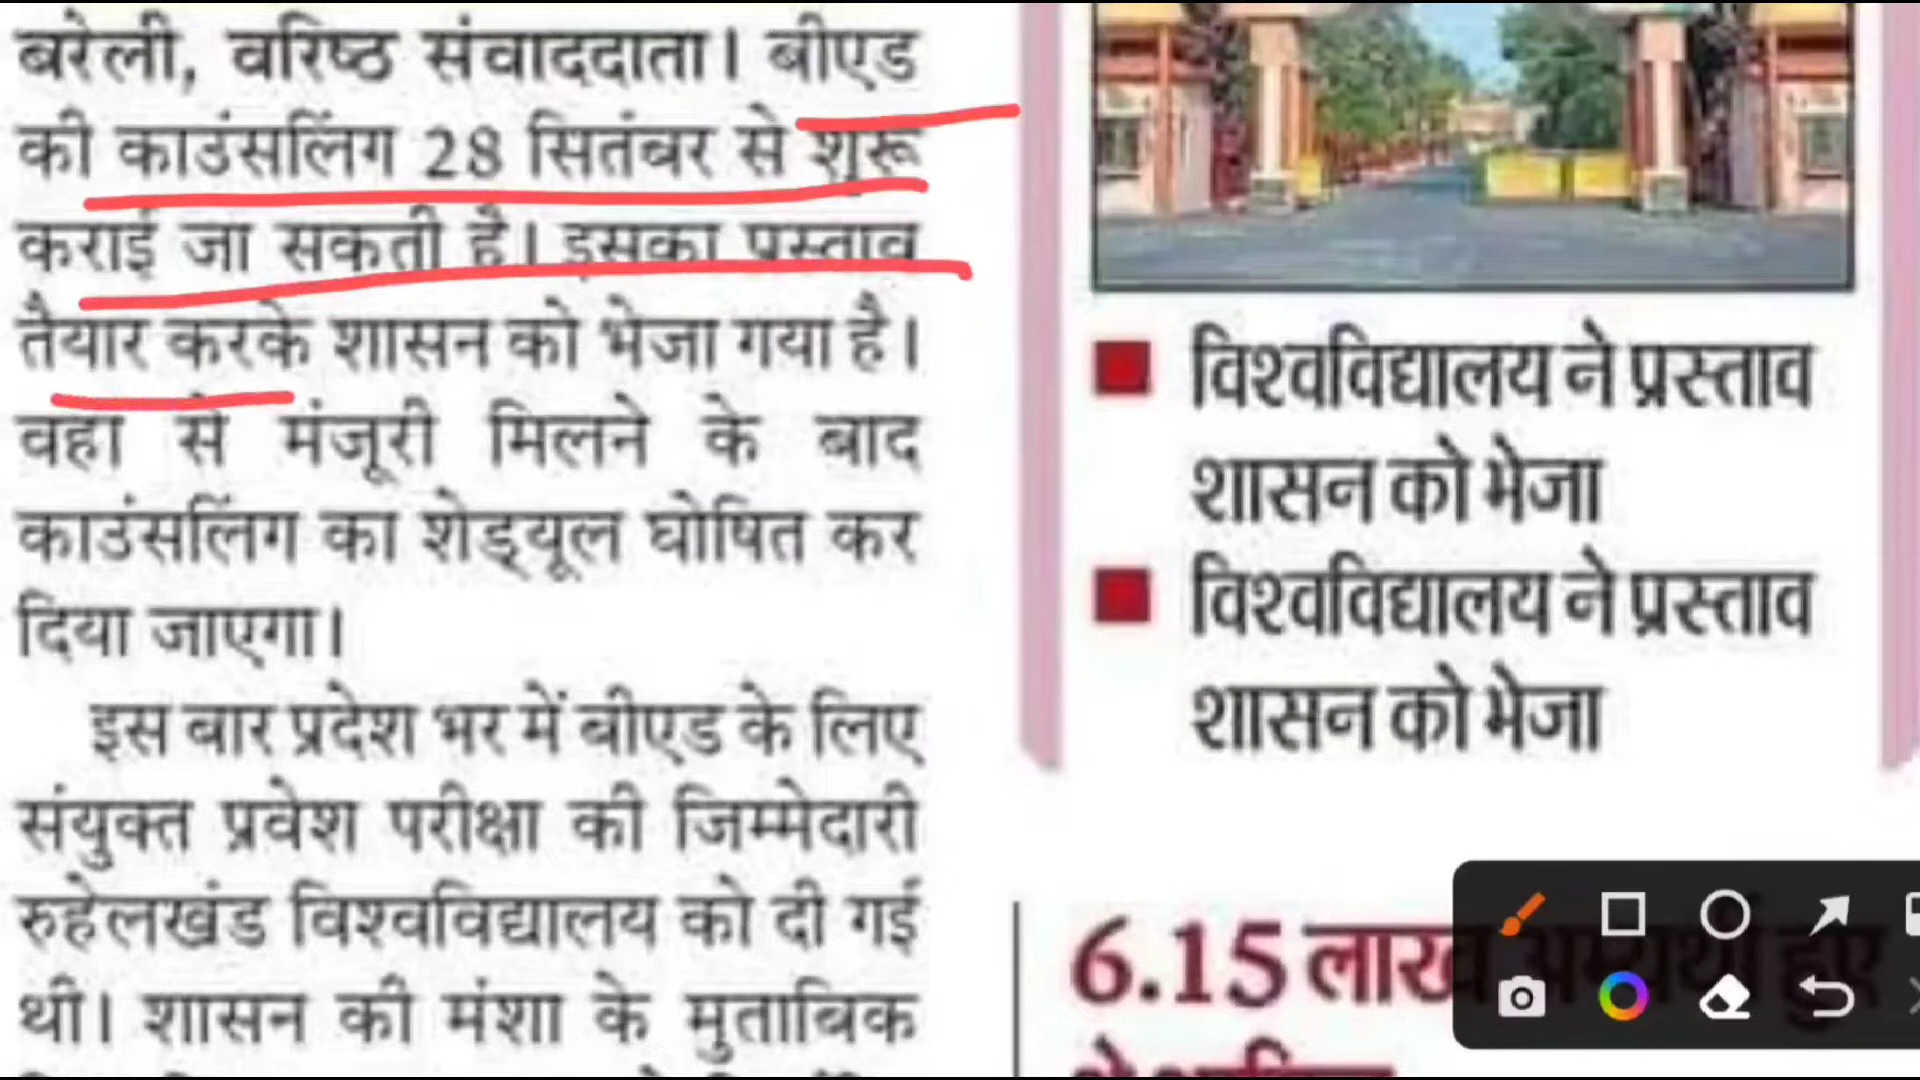 बरेली, वरिष्ठ संवाददाता। बीएड
की काउंसलिंग 28 सितंबर से शुरू
कराई जा सकती है। इसका प्रस्ताव
तैयार करके शासन को भेजा गया है।
वहां से मंजूरी मिलने के बाद
काउंसलिंग का शेड्यूल घोषित कर
दिया जाएगा।
इस बार प्रदेश भर में बीएड के लिए
संयुक्त प्रवेश परीक्षा की जिम्मेदारी
रुहेलखंड विश्वविद्यालय को दी गई
थी। शासन की मंशा के मुताबिक
विश्वविद्यालय ने प्रस्ताव
शासन को भेजा
विश्वविद्यालय ने प्रस्ताव
शासन को भेजा
6.15 लाख अभ्यर्थी हुए